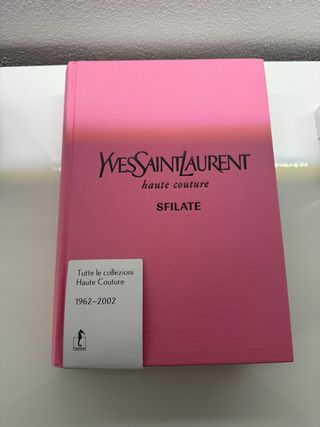 YVESSAINTLAURENT
haute couture
SFILATE
Tutte le collezioni
Haute Couture
1962–2002